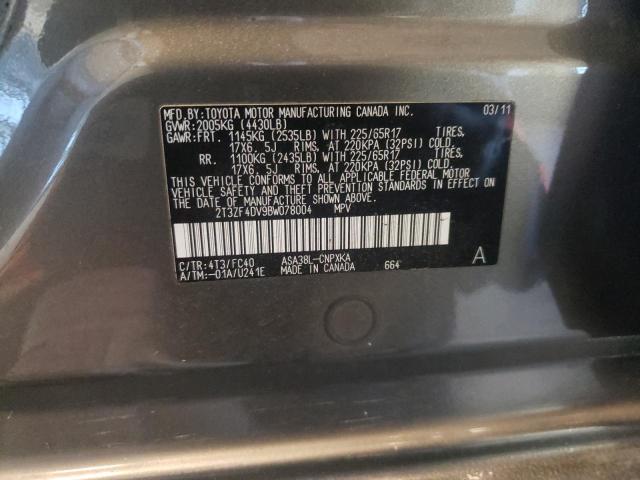 MFD.BY:TOYOTA MOTOR MANUFACTURING CANADA INC. 03/11
GVWR:2005KG (4430LB)
GAWR:FRT. 1145KG (2535LB) WITH 225/65R17 TIRES,
17X6. 5J RIMS, AT 220KPA (32PSI) COLD.
RR. 1100KG (2435LB) WITH 225/65R17 TIRES,
17X6. 5J RIMS, AT 220KPA (32PSI) COLD.
THIS VEHICLE CONFORMS TO ALL APPLICABLE FEDERAL MOTOR
VEHICLE SAFETY AND THEFT PREVENTION STANDARDS IN EFFECT ON
THE DATE OF MANUFACTURE SHOWN ABOVE.
2T3ZF4DV9BW078004 MPV
C/TR:4T3/FC40 ASA38L-CNPXKA A
A/TM:-01A/U241E MADE IN CANADA 664